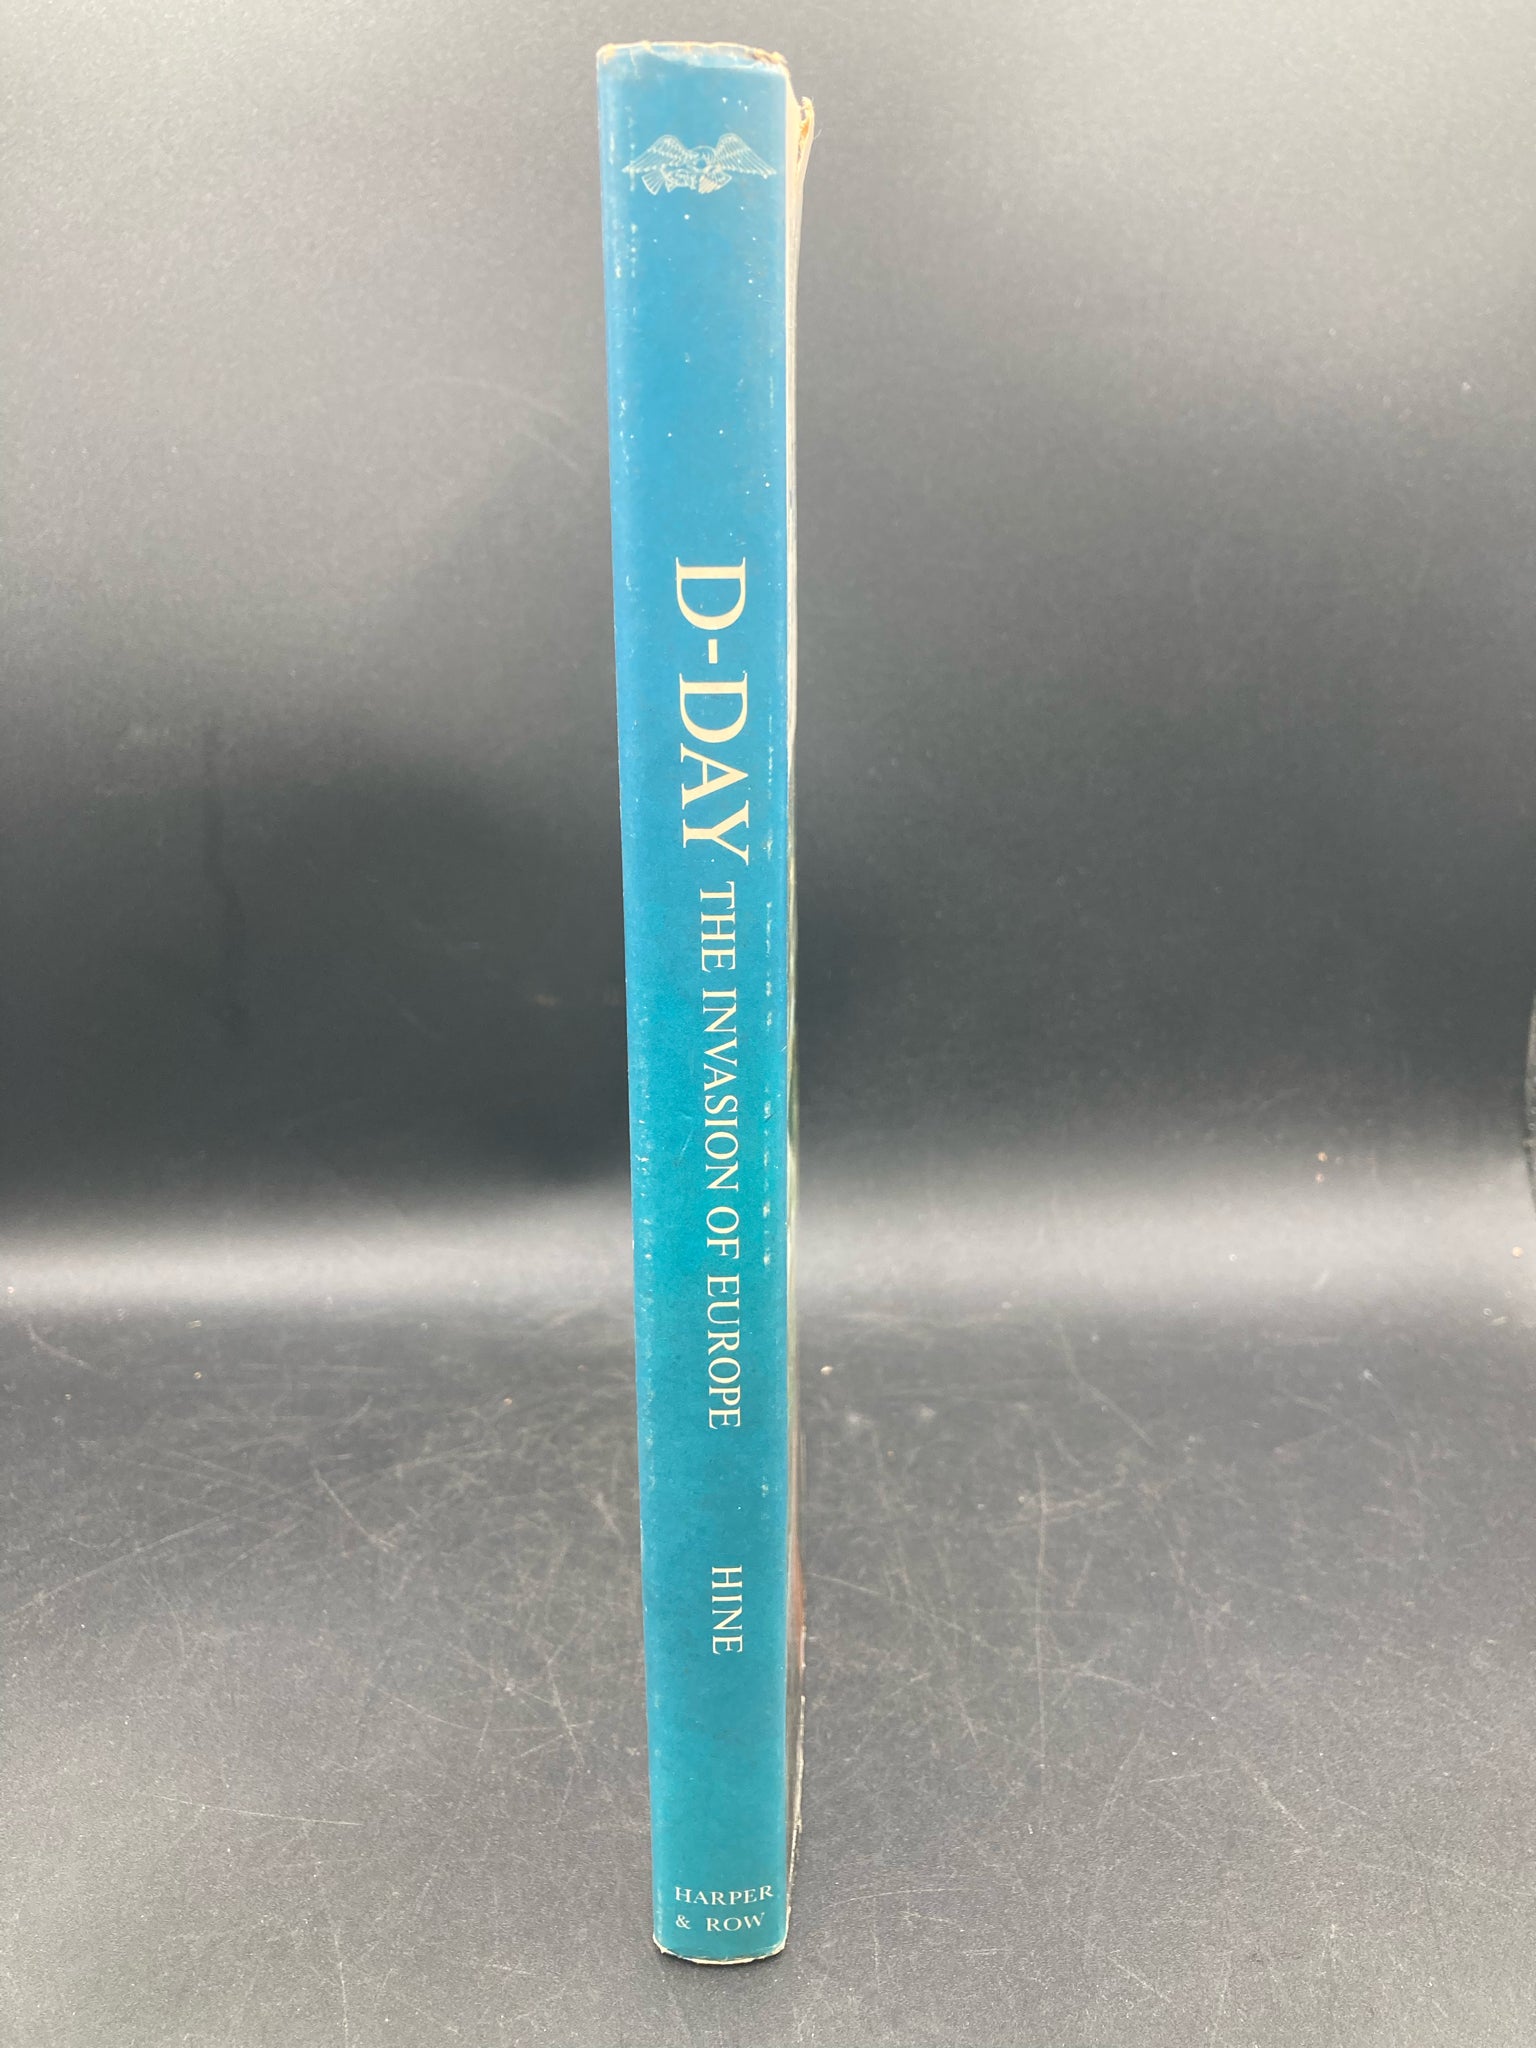 D-DAY THE INVASION OF EUROPE HINE
HARPER
& ROW